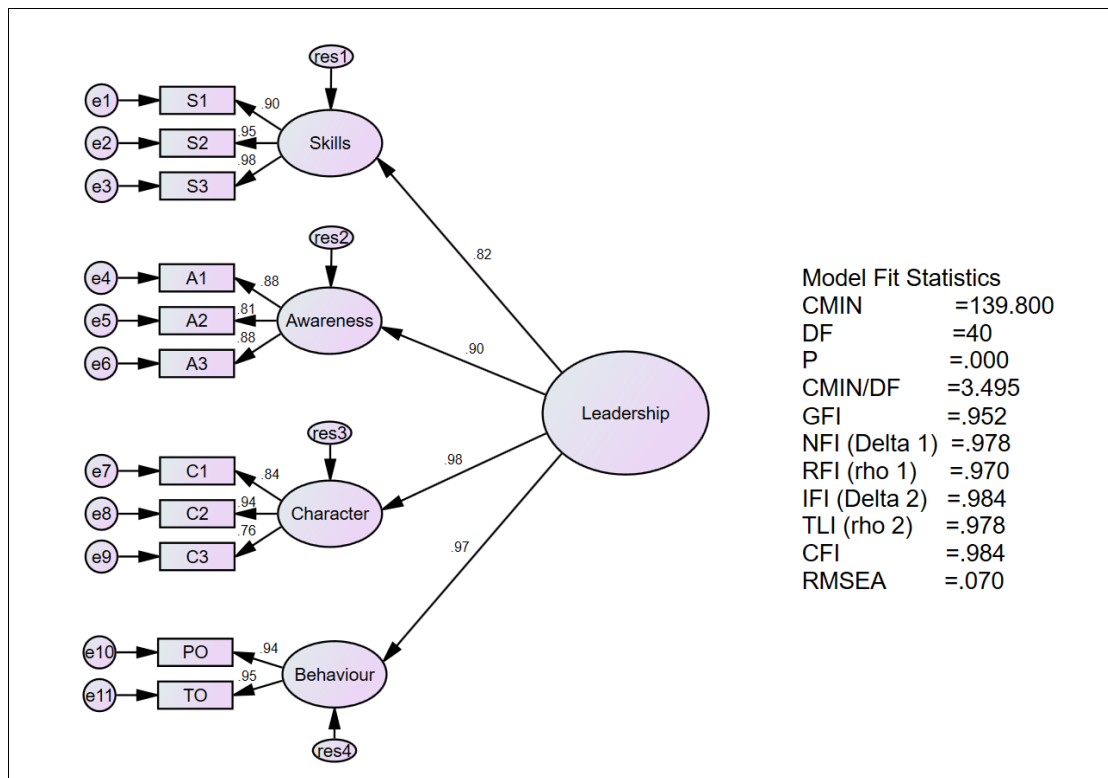 res1
e1
S1
.90
e2
S2
.95
Skills
e3
S3
.98
res2
e4
A1
.88
e5
A2
.81
Awareness
e6
A3
.88
res3
e7
C1
.84
e8
C2
.94
Character
e9
C3
.76
e10
PO
.94
Behaviour
e11
TO
.95
res4
.82
.90
.98
.97
Leadership
Model Fit Statistics
CMIN =139.800
DF =40
P =.000
CMIN/DF =3.495
GFI =.952
NFI (Delta 1) =.978
RFI (rho 1) =.970
IFI (Delta 2) =.984
TLI (rho 2) =.978
CFI =.984
RMSEA =.070